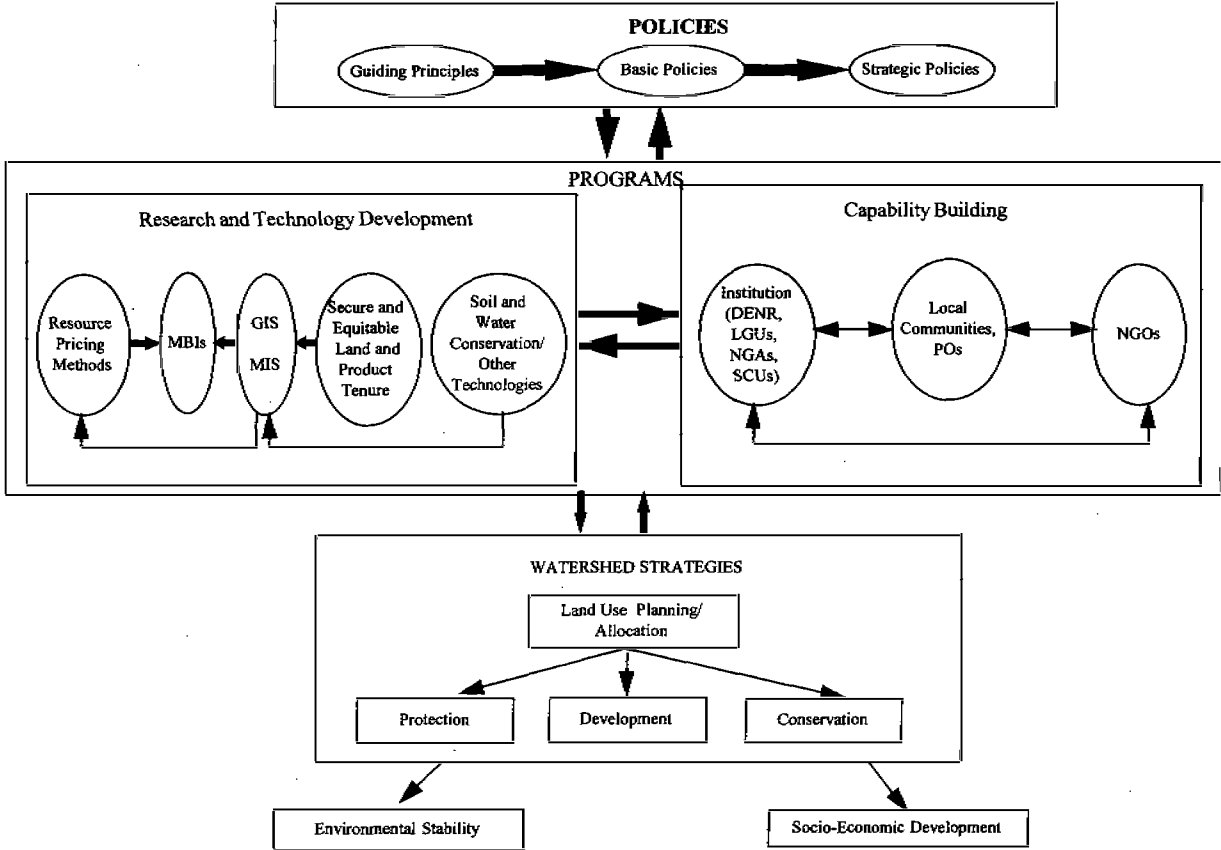 POLICIES
Guiding Principles
Basic Policies
Strategic Policies
PROGRAMS
Research and Technology Development
Resource
Pricing
Methods
MBIs
GIS
MIS
Secure and
Equitable
Land and
Product
Tenure
Soil and
Water
Conservation/
Other
Technologies
Capability Building
Institution
(DENR,
LGUs,
NGAs,
SCUs)
Local
Communities,
POs
NGOs
WATERSHED STRATEGIES
Land Use Planning/
Allocation
Protection
Development
Conservation
Environmental Stability
Socio-Economic Development